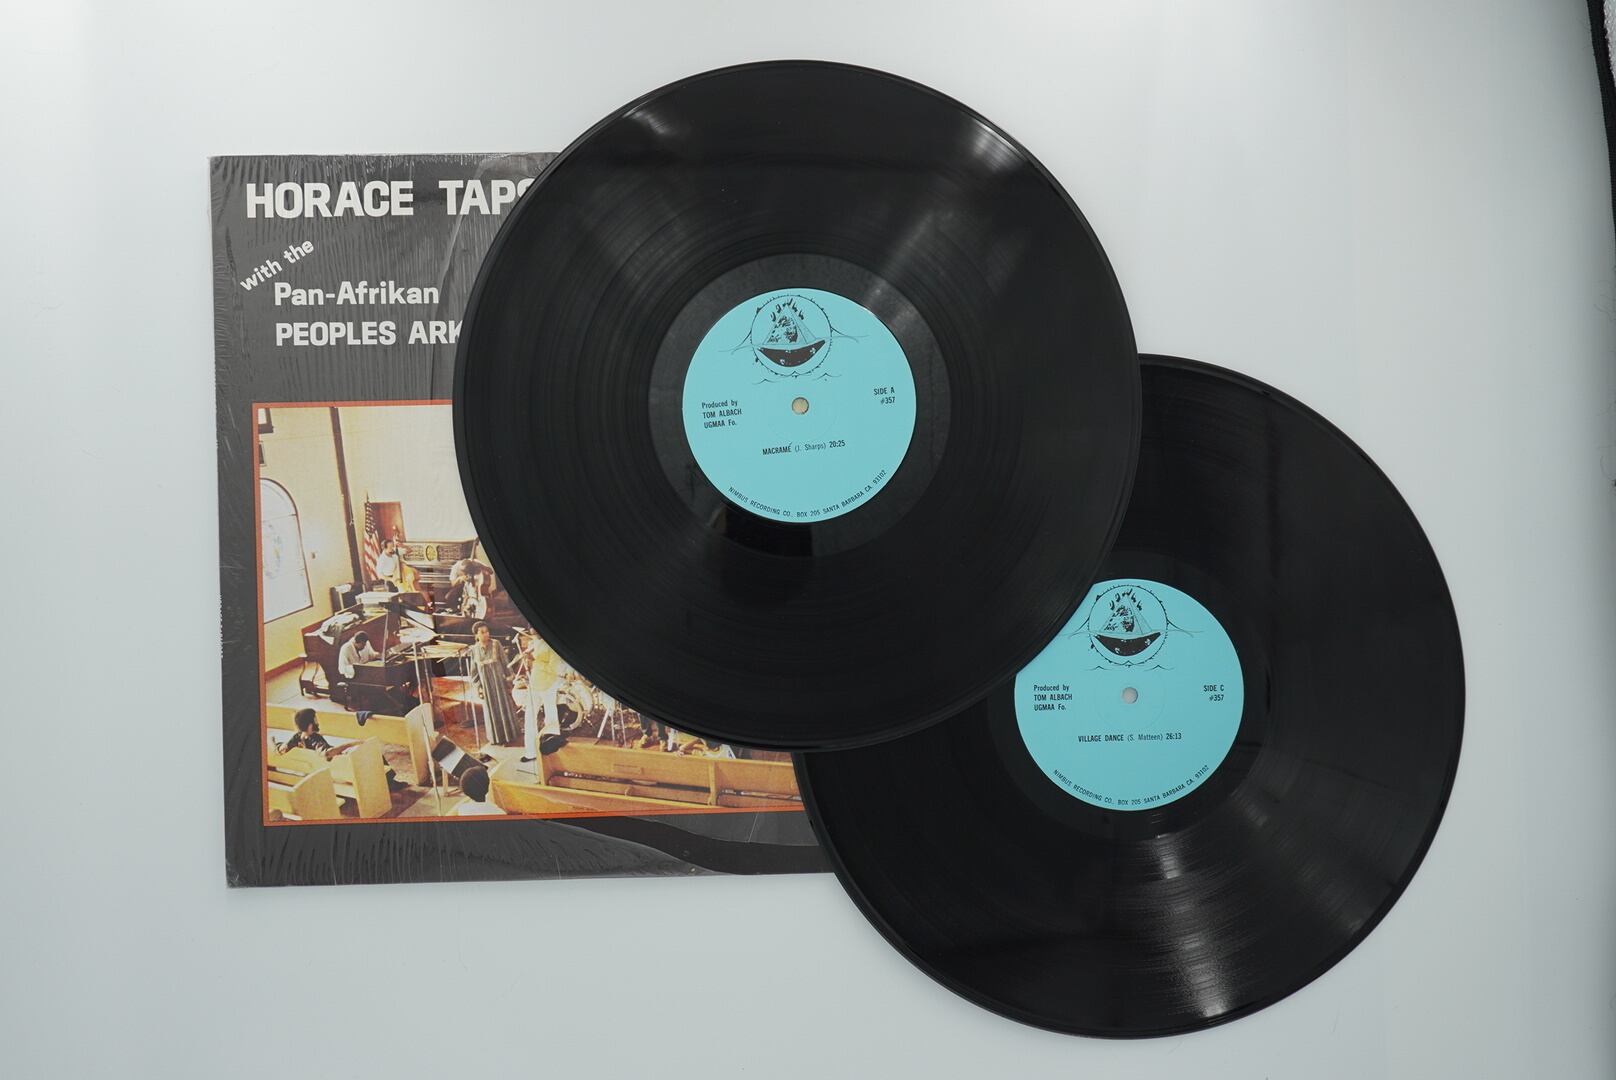 HORACE TAPS
with the
Pan-Afrikan
PEOPLES ARK
Produced by
TOM ALBACH
UGMAA Fo.
SIDE A
#357
MACRAMÉ (J. Sharps) 20:25
NIMBUS RECORDING CO., BOX 205 SANTA BARBARA CA. 93102
Produced by
TOM ALBACH
UGMAA Fo.
SIDE C
#357
VILLAGE DANCE (S. Matteen) 26:13
NIMBUS RECORDING CO., BOX 205 SANTA BARBARA CA. 93102